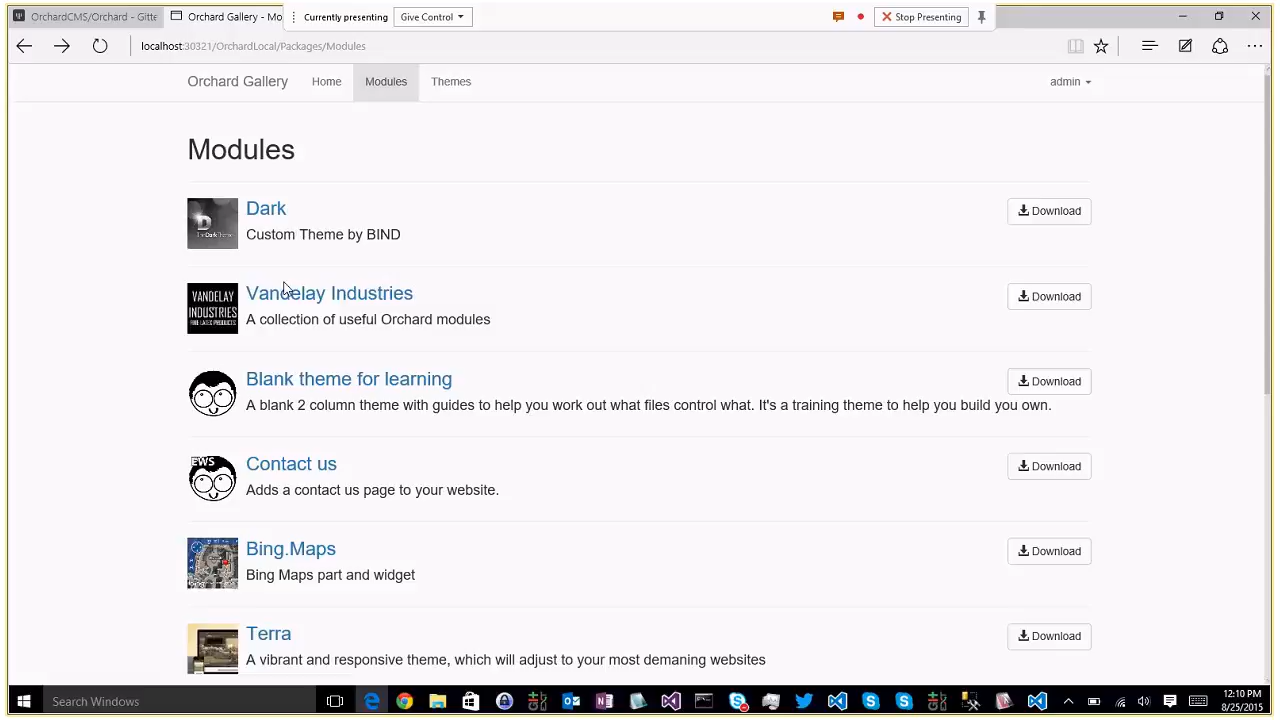 OrchardCMS/Orchard - Gitte
Orchard Gallery - Mo
Currently presenting
Give Control
Stop Presenting
localhost:30321/OrchardLocal/Packages/Modules
Orchard Gallery
Home
Modules
Themes
admin
Modules
Dark
Download
Custom Theme by BIND
VANDELAY
INDUSTRIES
Vandelay Industries
Download
A collection of useful Orchard modules
Blank theme for learning
Download
A blank 2 column theme with guides to help you work out what files control what. It's a training theme to help you build you own.
EWS
Contact us
Download
Adds a contact us page to your website.
Bing.Maps
Download
Bing Maps part and widget
Terra
Download
A vibrant and responsive theme, which will adjust to your most demaning websites
Search Windows
12:10 PM
8/25/2015